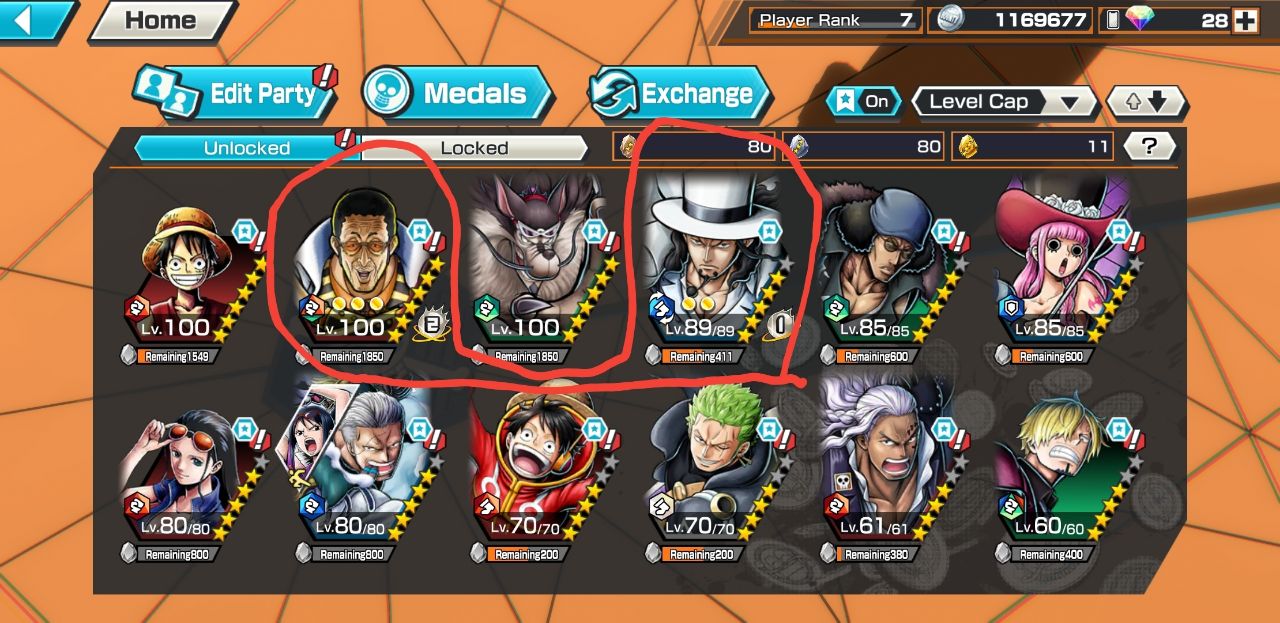 Home
Player Rank 7
1169677
28
Edit Party
Medals
Exchange
On
Level Cap
Unlocked
Locked
80
80
11
?
Lv.100
Lv.100
2
Lv.100
Lv.89/89
0
Lv.85/85
Lv.85/85
Remaining1549
Remaining1850
Remaining1850
Remaining411
Remaining600
Remaining600
Lv.80/80
Lv.80/80
Lv.70/70
Lv.70/70
Lv.61/61
Lv.60/60
Remaining800
Remaining800
Remaining200
Remaining200
Remaining380
Remaining400